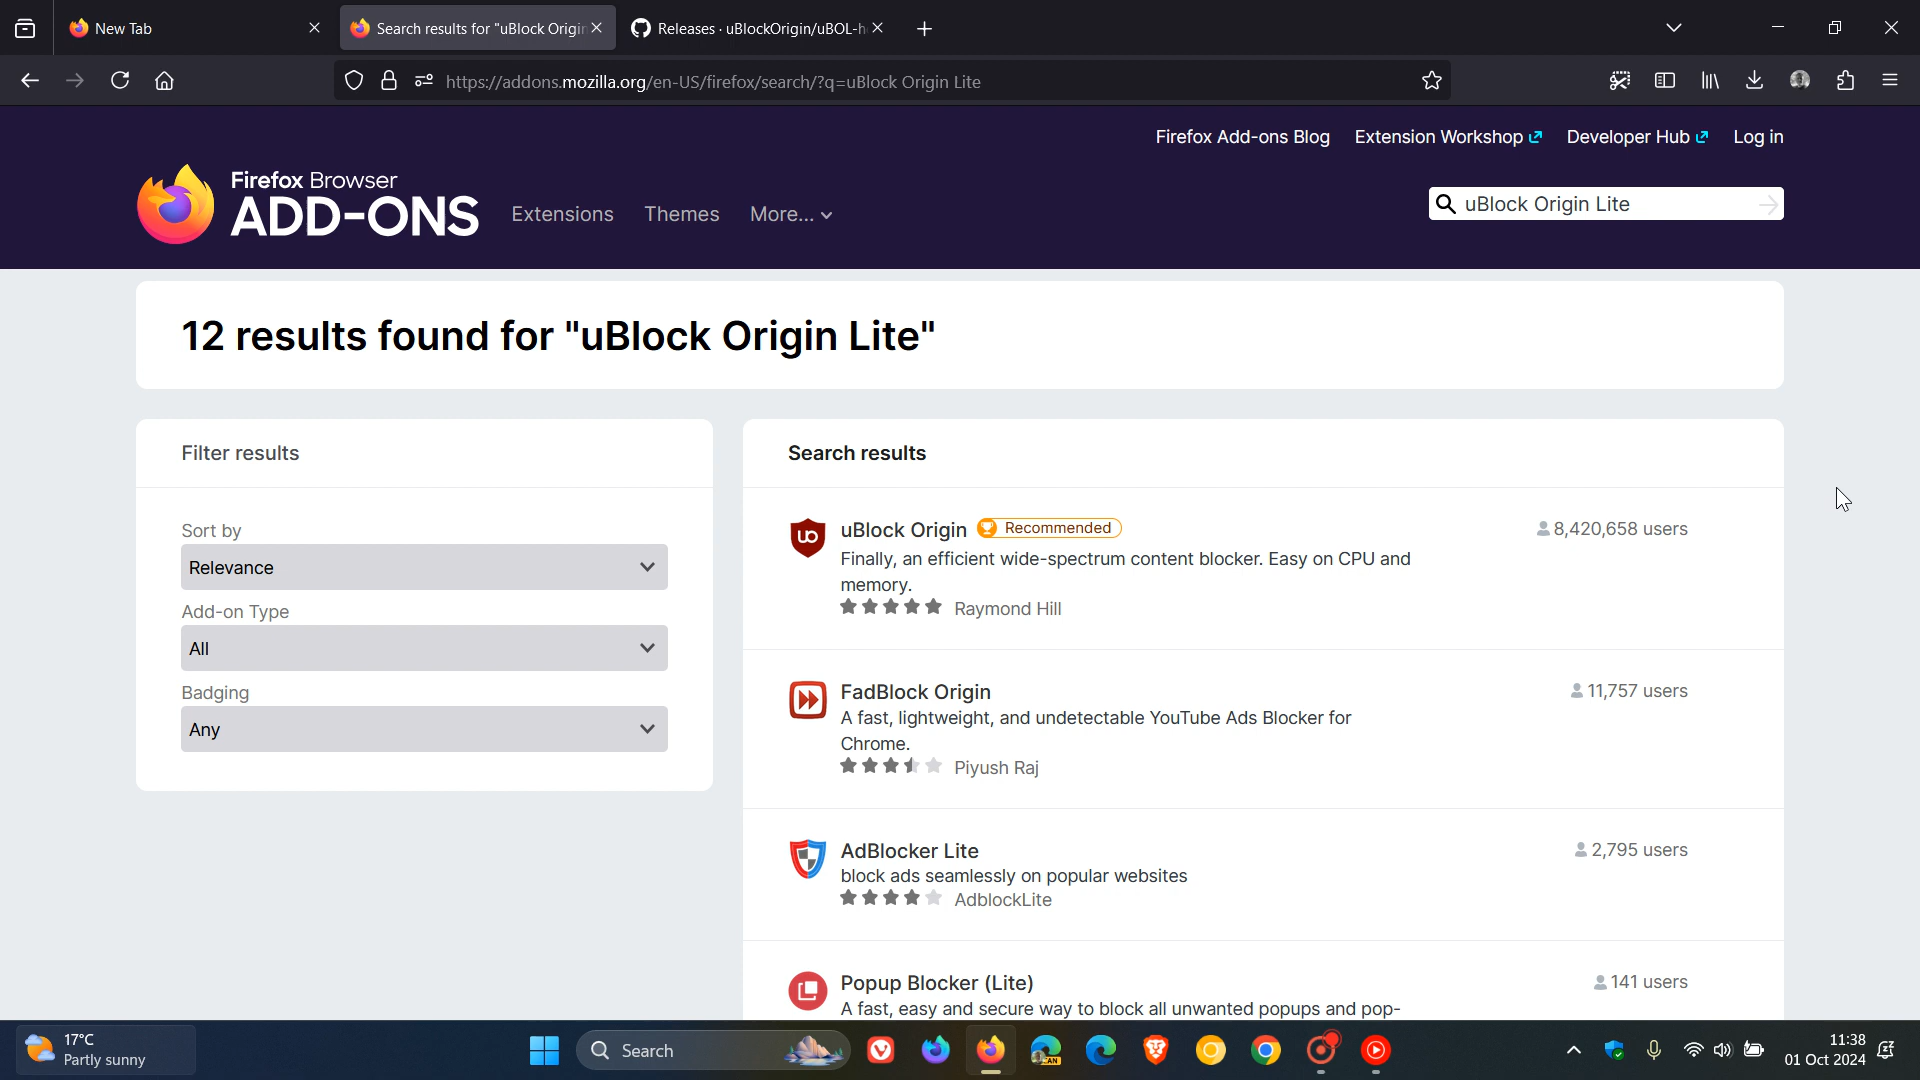 New Tab
Search results for "uBlock Origin
Releases · uBlockOrigin/uBOL-h
https://addons.mozilla.org/en-US/firefox/search/?q=uBlock Origin Lite
Firefox Add-ons Blog
Extension Workshop
Developer Hub
Log in
Firefox Browser
ADD-ONS
Extensions
Themes
More...
uBlock Origin Lite
12 results found for "uBlock Origin Lite"
Filter results
Sort by
Relevance
Add-on Type
All
Badging
Any
Search results
uBlock Origin
Recommended
8,420,658 users
Finally, an efficient wide-spectrum content blocker. Easy on CPU and
memory.
Raymond Hill
FadBlock Origin
11,757 users
A fast, lightweight, and undetectable YouTube Ads Blocker for
Chrome.
Piyush Raj
AdBlocker Lite
2,795 users
block ads seamlessly on popular websites
AdblockLite
Popup Blocker (Lite)
141 users
A fast, easy and secure way to block all unwanted popups and pop-
17°C
Partly sunny
Search
CAN
11:38
01 Oct 2024